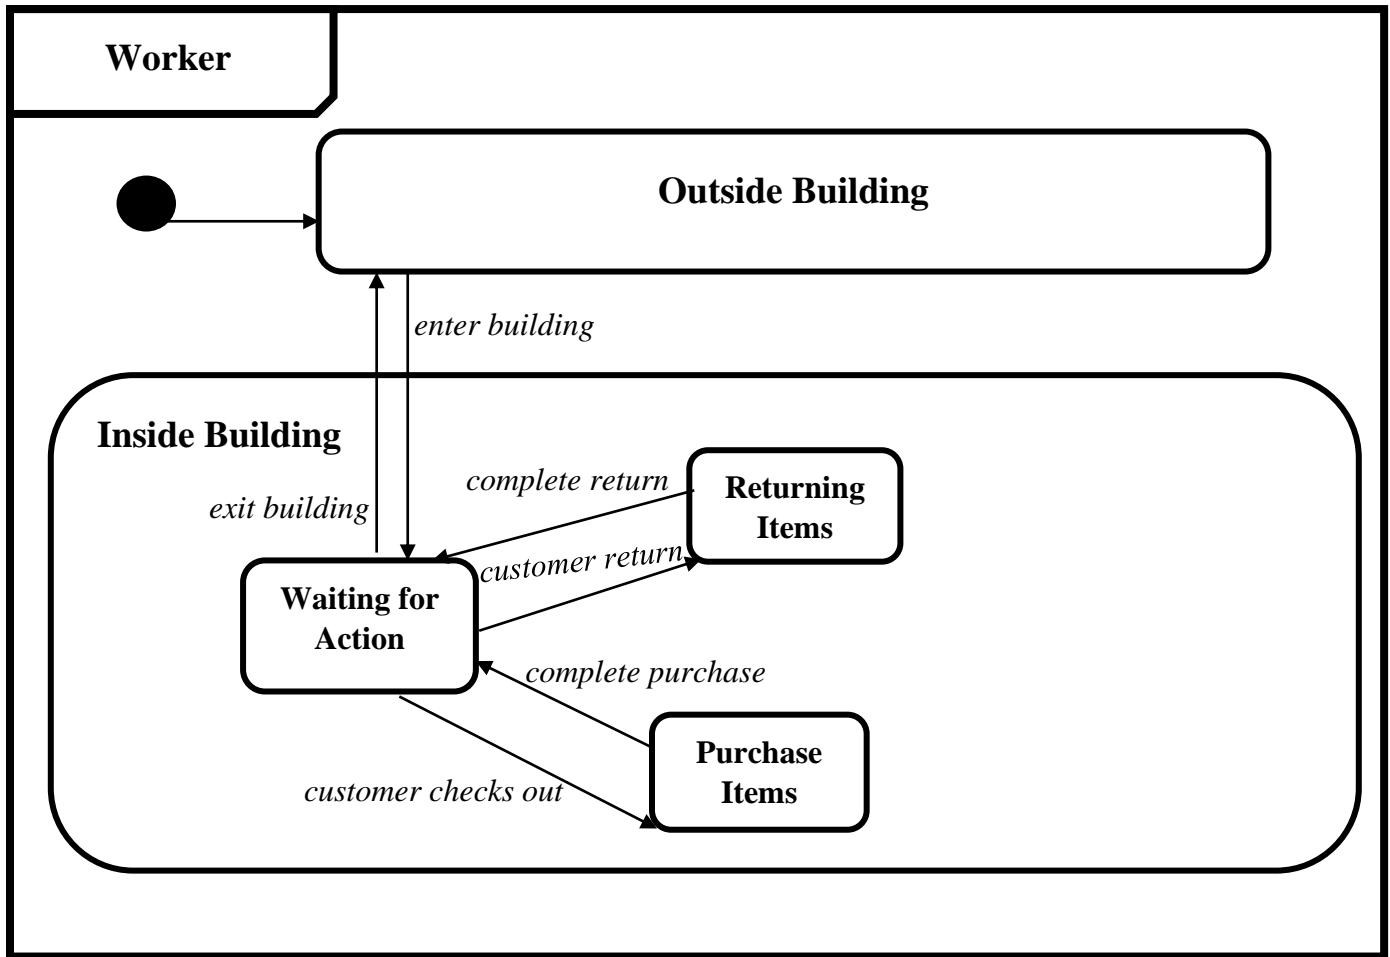 Worker
Outside Building
enter building
Inside Building
complete return
Returning
Items
exit building
customer return
Waiting for
Action
complete purchase
Purchase
Items
customer checks out